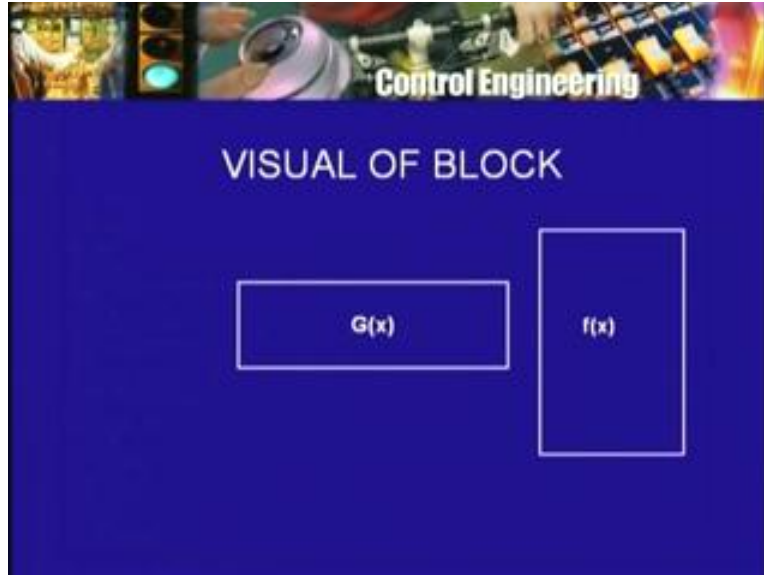 Control Engineering
VISUAL OF BLOCK
G(x)
f(x)